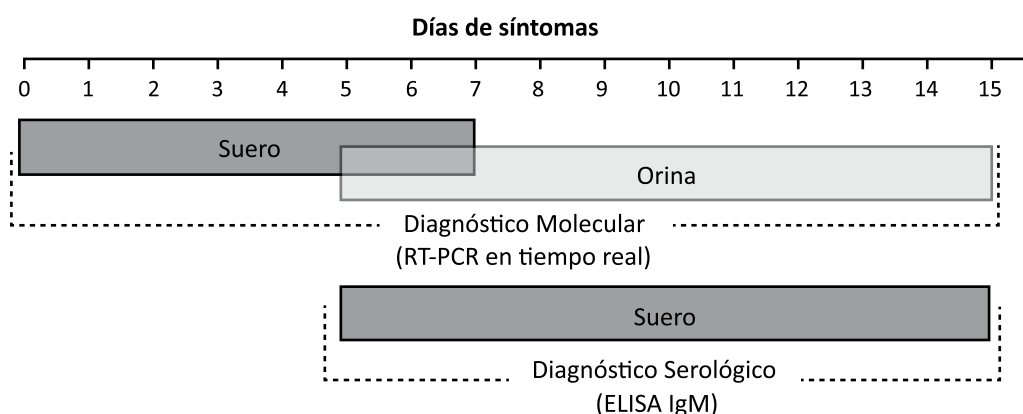 Días de síntomas
0 1 2 3 4 5 6 7 8 9 10 11 12 13 14 15
Suero
Orina
Diagnóstico Molecular
(RT-PCR en tiempo real)
Suero
Diagnóstico Serológico
(ELISA IgM)